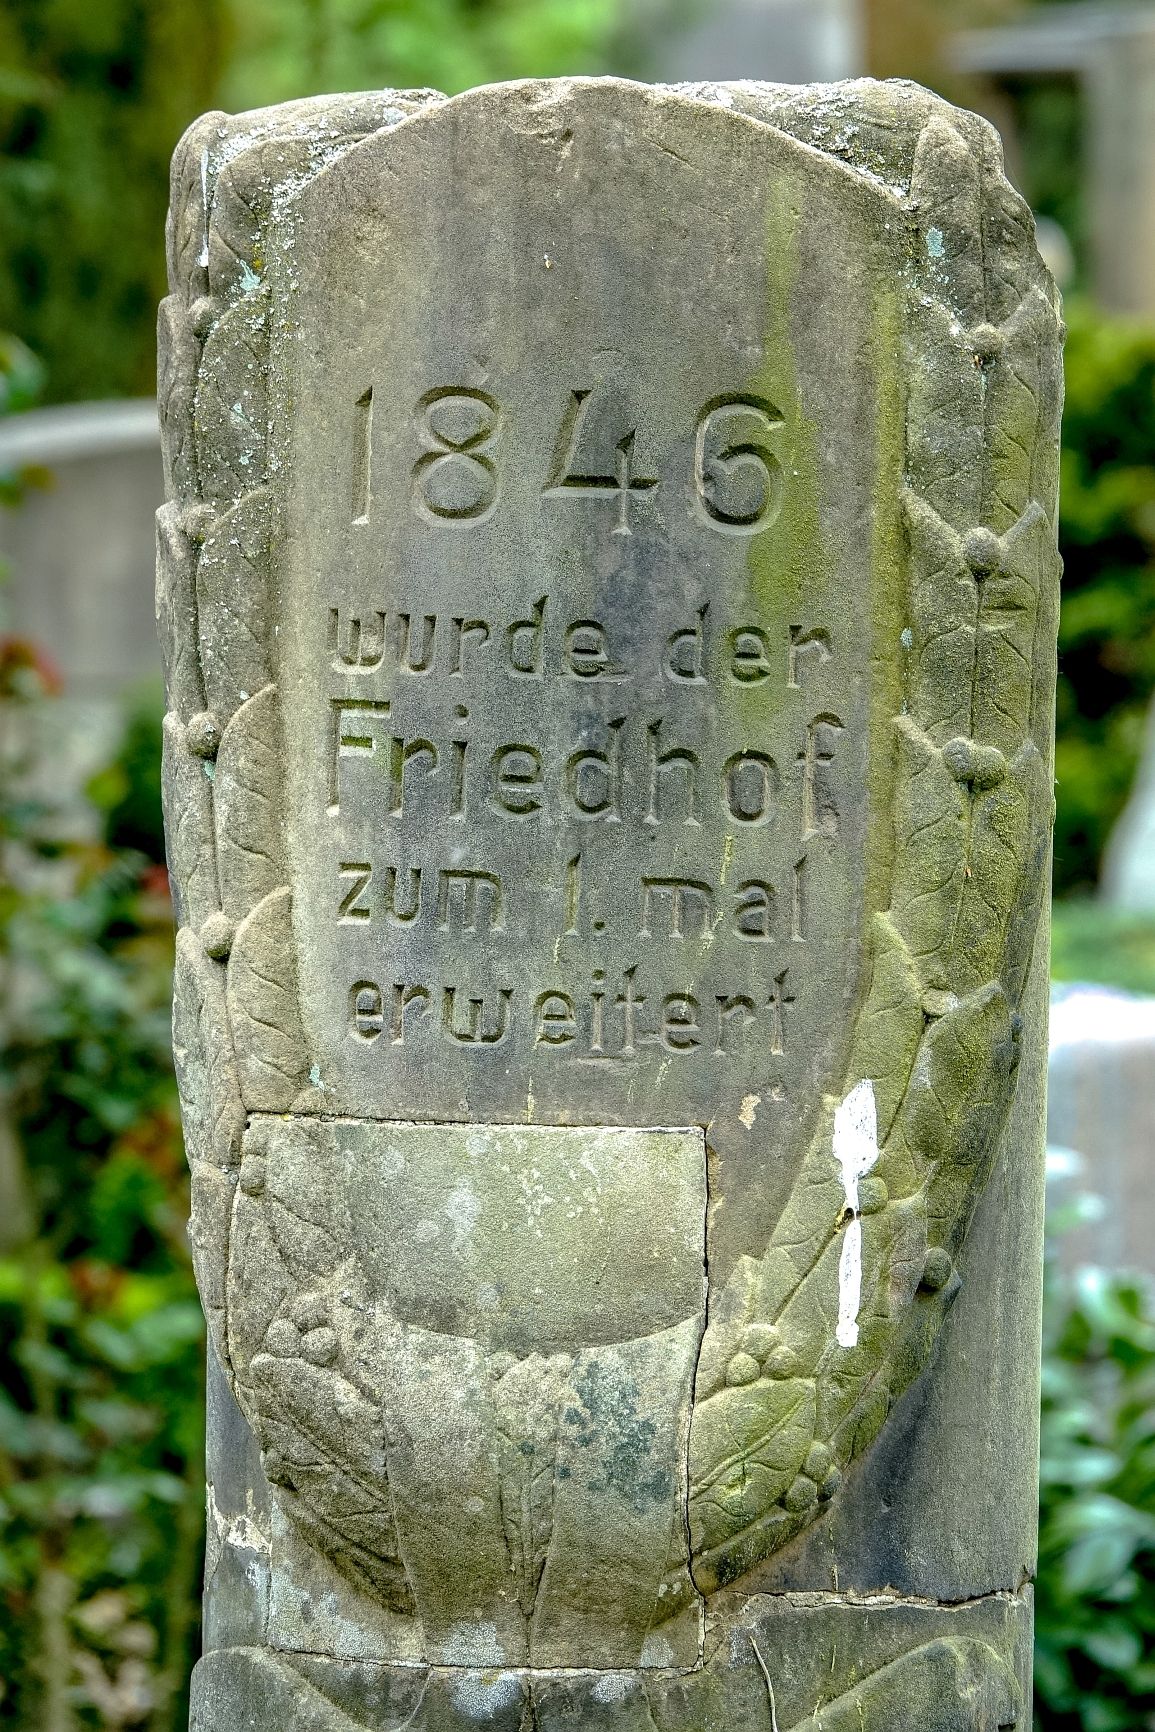 1846
wurde der
Friedhof
zum 1. mal
erweitert